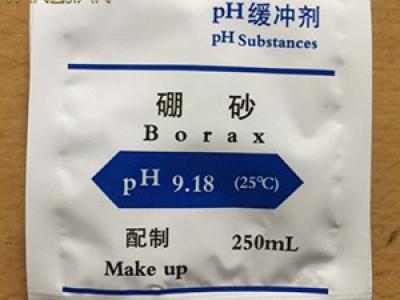 pH缓冲剂
pH Substances
硼砂
Borax
pH 9.18 (25℃)
配制 250mL
Make up